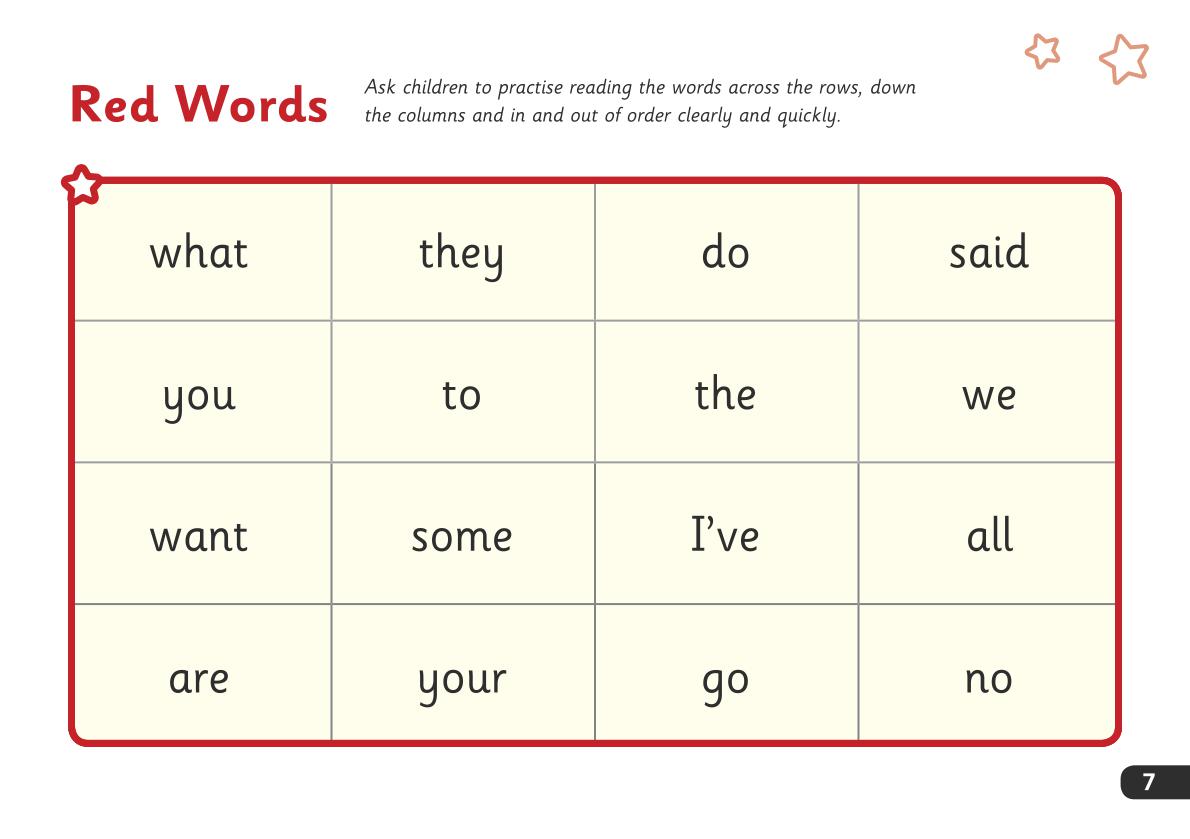 Red Words
Ask children to practise reading the words across the rows, down
the columns and in and out of order clearly and quickly.
what they do said
you to the we
want some I’ve all
are your go no
7